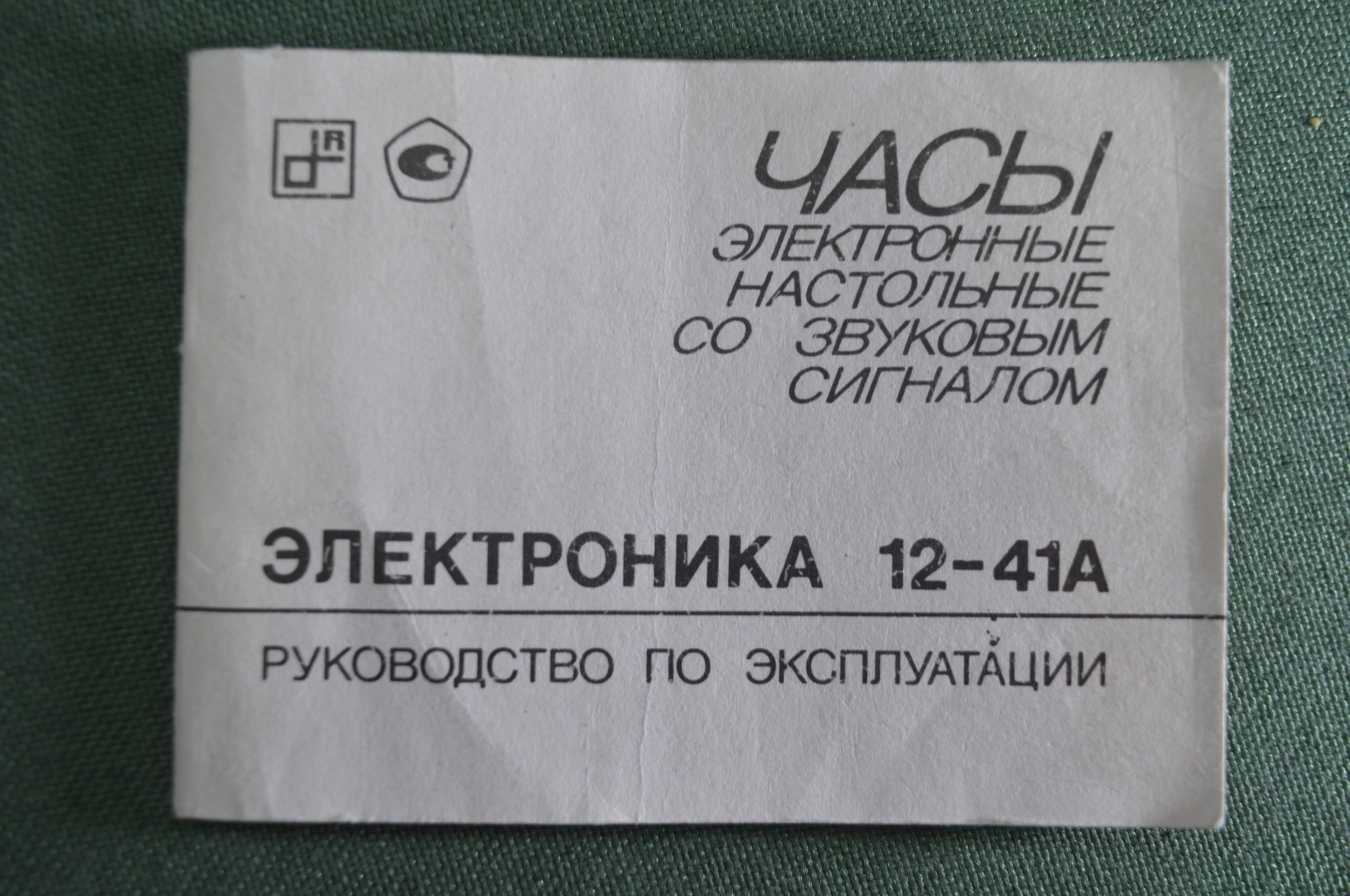 ЧАСЫ
ЭЛЕКТРОННЫЕ
НАСТОЛЬНЫЕ
СО ЗВУКОВЫМ
СИГНАЛОМ
ЭЛЕКТРОНИКА 12-41А
РУКОВОДСТВО ПО ЭКСПЛУАТАЦИИ